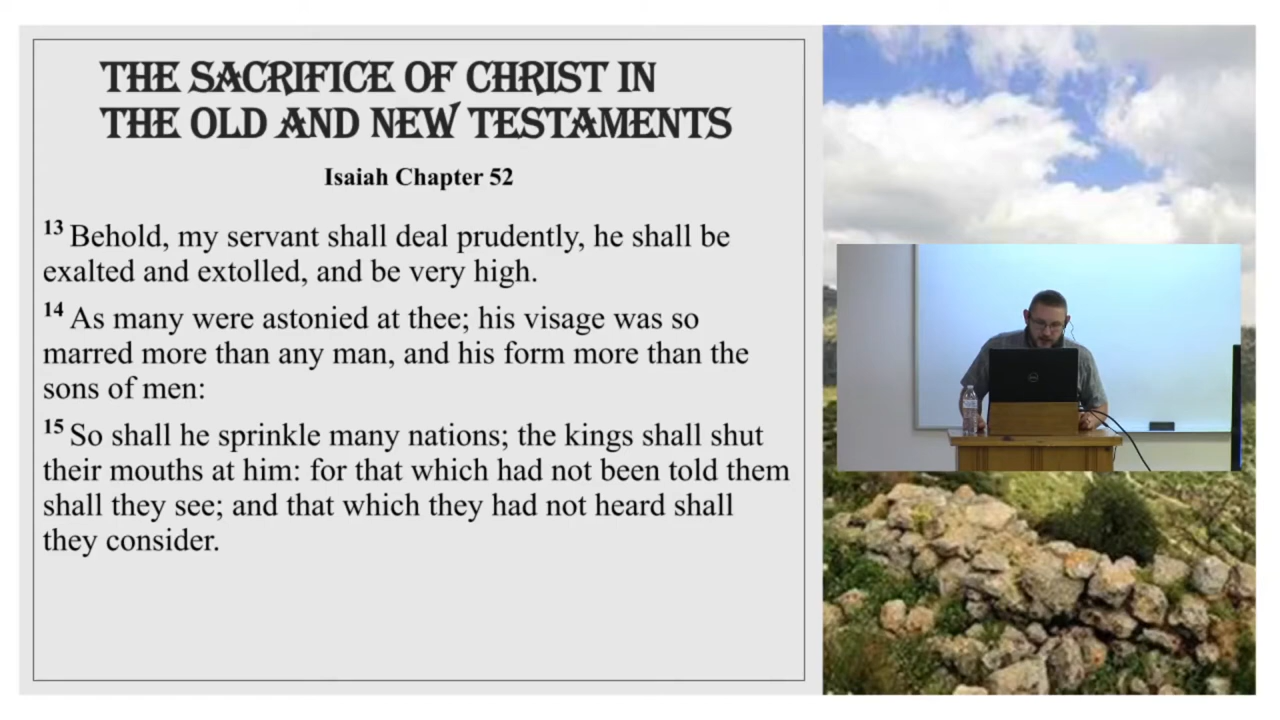 THE SACRIFICE OF CHRIST IN
THE OLD AND NEW TESTAMENTS
Isaiah Chapter 52
13 Behold, my servant shall deal prudently, he shall be
exalted and extolled, and be very high.
14 As many were astonied at thee; his visage was so
marred more than any man, and his form more than the
sons of men:
15 So shall he sprinkle many nations; the kings shall shut
their mouths at him: for that which had not been told them
shall they see; and that which they had not heard shall
they consider.